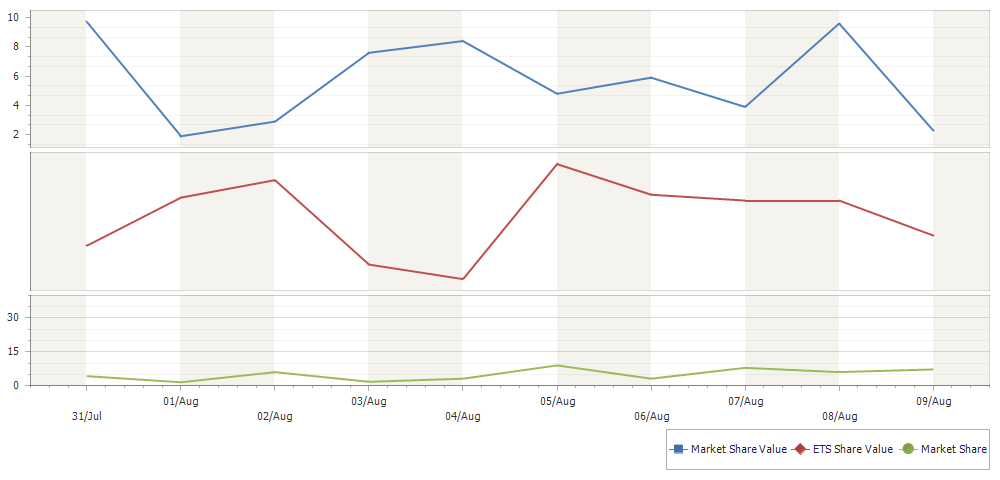 10
8
6
4
2
30
15
0
01/Aug 03/Aug 05/Aug 07/Aug 09/Aug
31/Jul 02/Aug 04/Aug 06/Aug 08/Aug
Market Share Value ETS Share Value Market Share